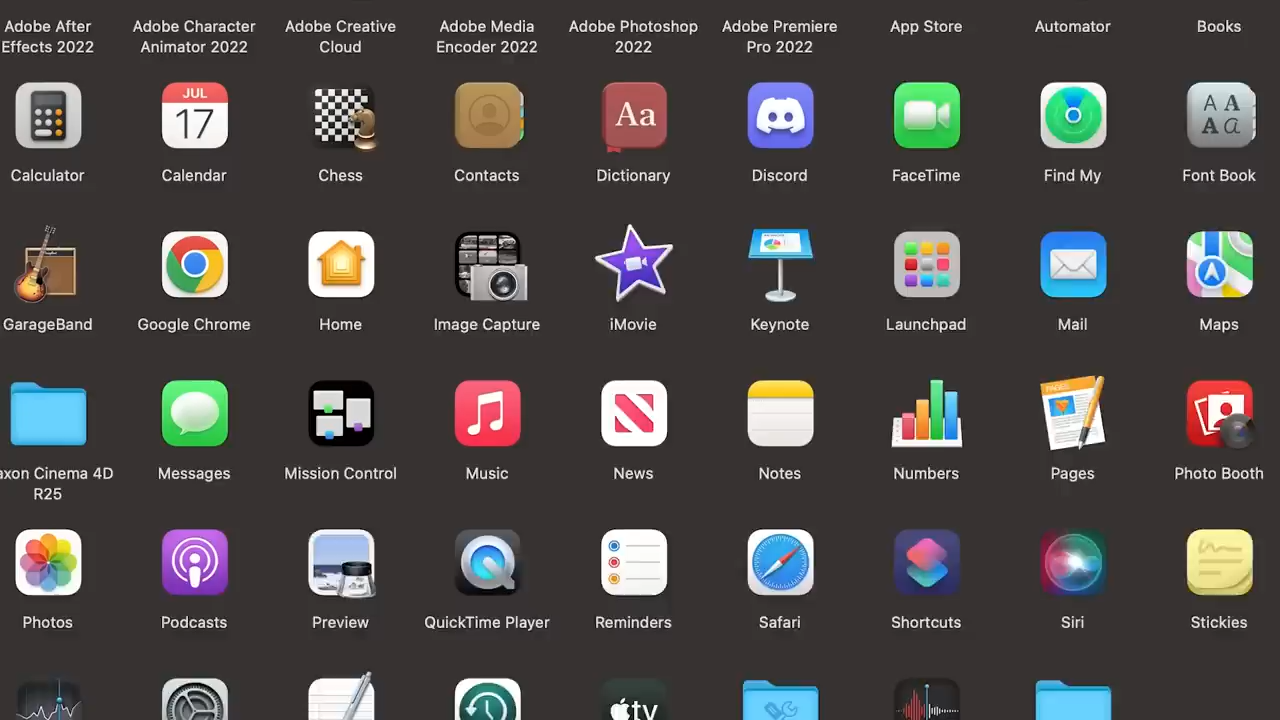 Adobe After
Effects 2022
Adobe Character
Animator 2022
Adobe Creative
Cloud
Adobe Media
Encoder 2022
Adobe Photoshop
2022
Adobe Premiere
Pro 2022
App Store
Automator
Books
JUL
17
Aa
A A
A a
Calculator
Calendar
Chess
Contacts
Dictionary
Discord
FaceTime
Find My
Font Book
GarageBand
Google Chrome
Home
Image Capture
iMovie
Keynote
Launchpad
Mail
Maps
PAGES
axon Cinema 4D
R25
Messages
Mission Control
Music
News
Notes
Numbers
Pages
Photo Booth
Photos
Podcasts
Preview
QuickTime Player
Reminders
Safari
Shortcuts
Siri
Stickies
tv